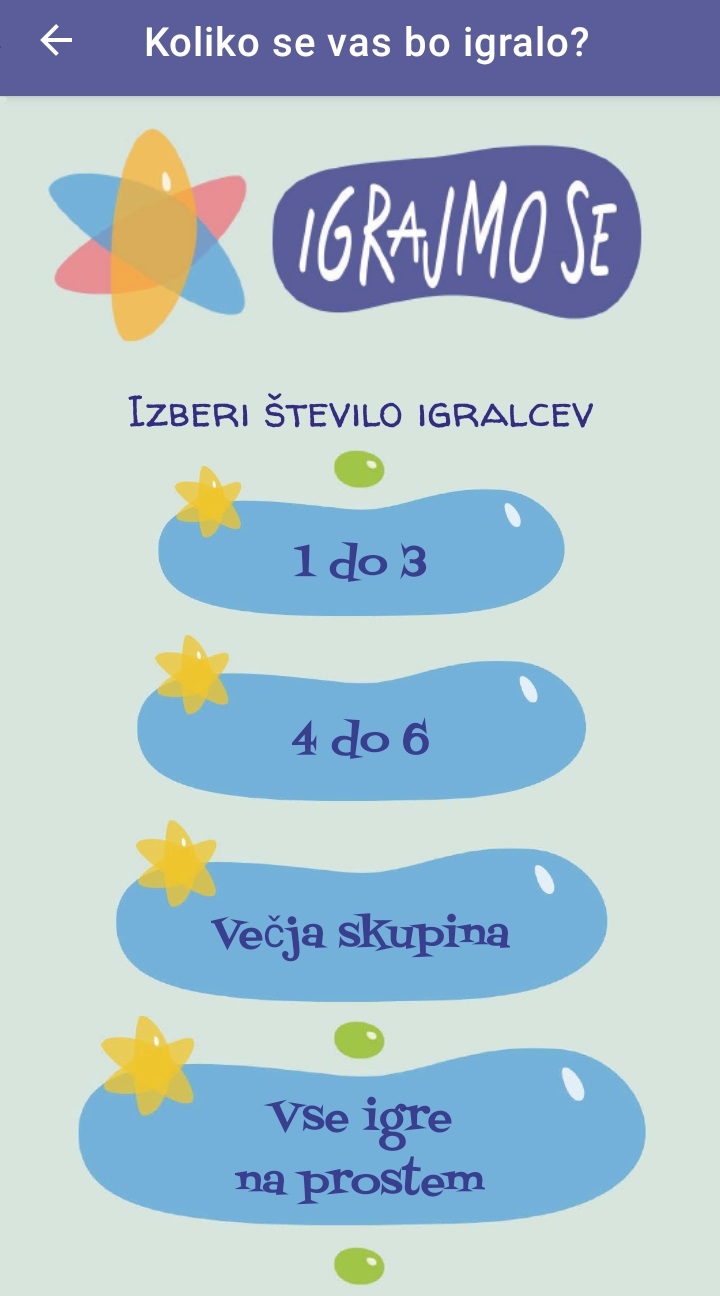 Koliko se vas bo igralo?
IGRAJMO SE
Izberi število igralcev
1 do 3
4 do 6
Večja skupina
Vse igre
na prostem